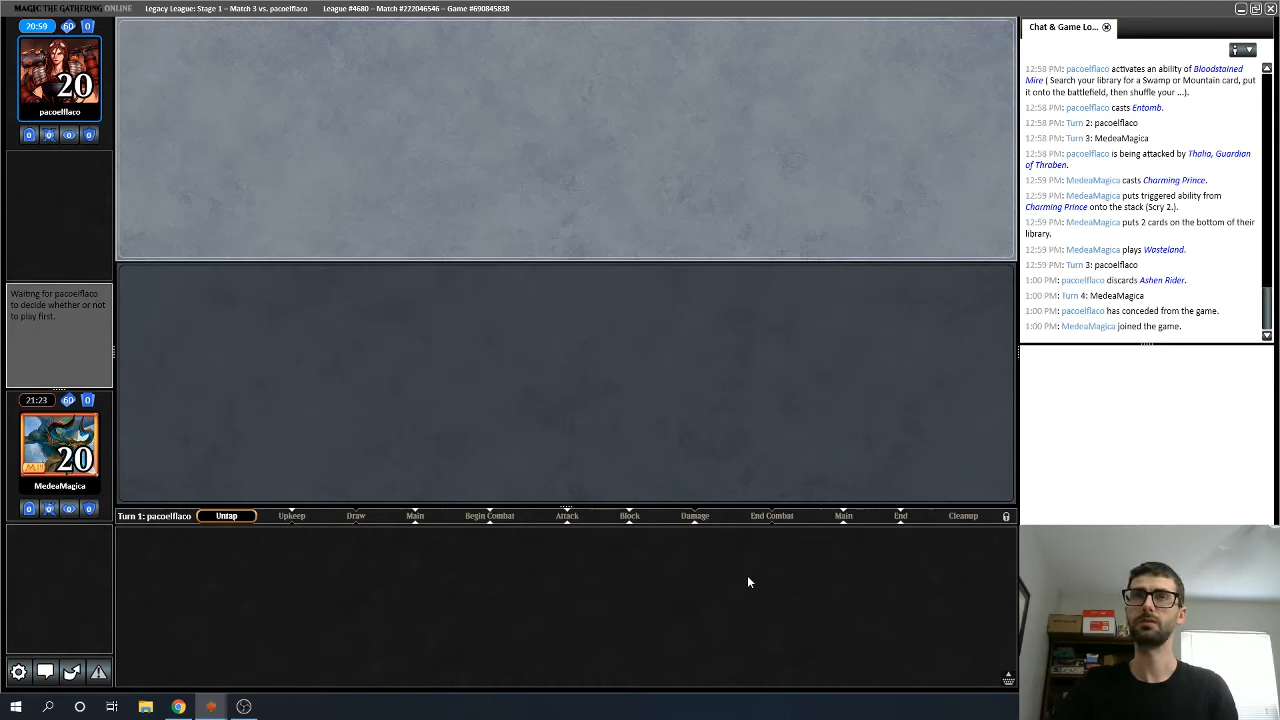 MAGIC THE GATHERING ONLINE Legacy League: Stage 1 – Match 3 vs. pacoelflaco League #4680 – Match #222046546 – Game #690845838
20:59 60 0
20
pacoelflaco
0 0 0 0
Waiting for pacoelflaco
to decide whether or not
to play first.
21:23 60 0
M19
20
MedeaMagica
0 0 0 0
Turn 1: pacoelflaco Untap Upkeep Draw Main Begin Combat Attack Block Damage End Combat Main End Cleanup
Chat & Game Lo...
12:58 PM: pacoelflaco activates an ability of Bloodstained
Mire ( Search your library for a Swamp or Mountain card, put
it onto the battlefield, then shuffle your ...).
12:58 PM: pacoelflaco casts Entomb.
12:58 PM: Turn 2: pacoelflaco
12:58 PM: Turn 3: MedeaMagica
12:58 PM: pacoelflaco is being attacked by Thalia, Guardian
of Thraben.
12:59 PM: MedeaMagica casts Charming Prince.
12:59 PM: MedeaMagica puts triggered ability from
Charming Prince onto the stack (Scry 2.).
12:59 PM: MedeaMagica puts 2 cards on the bottom of their
library.
12:59 PM: MedeaMagica plays Wasteland.
12:59 PM: Turn 3: pacoelflaco
1:00 PM: pacoelflaco discards Ashen Rider.
1:00 PM: Turn 4: MedeaMagica
1:00 PM: pacoelflaco has conceded from the game.
1:00 PM: MedeaMagica joined the game.